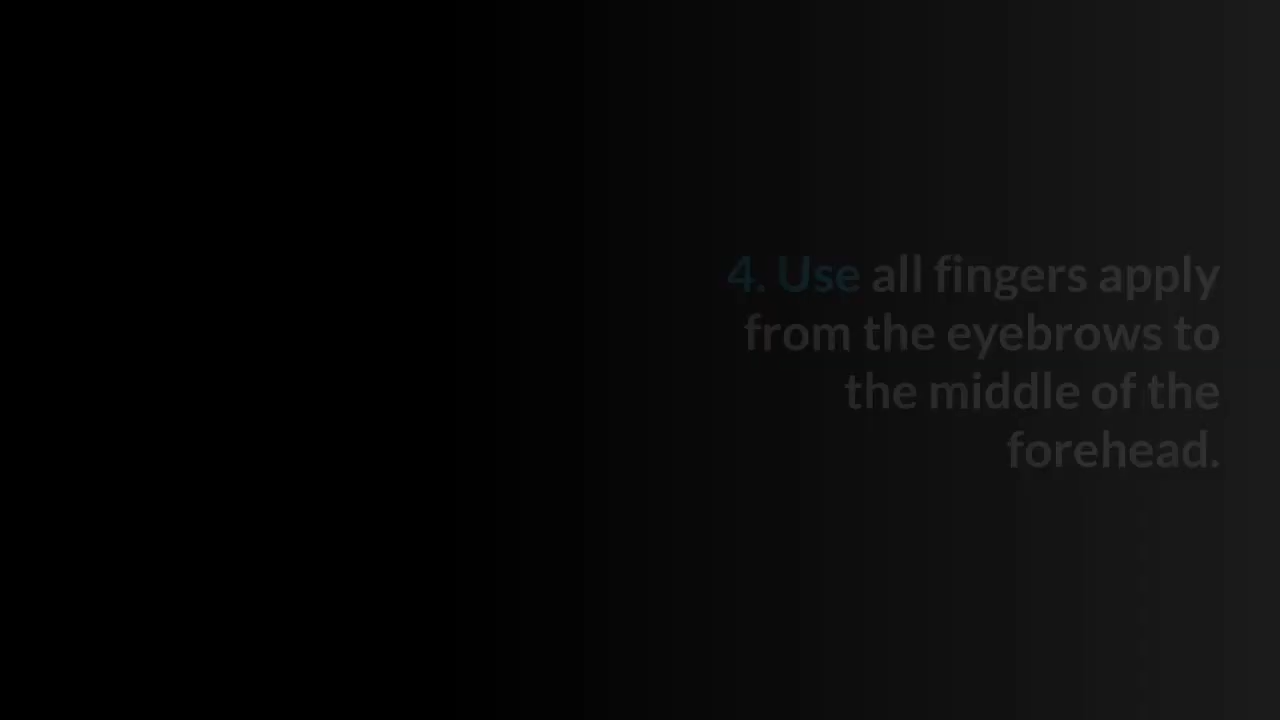 4. Use all fingers apply
from the eyebrows to
the middle of the
forehead.